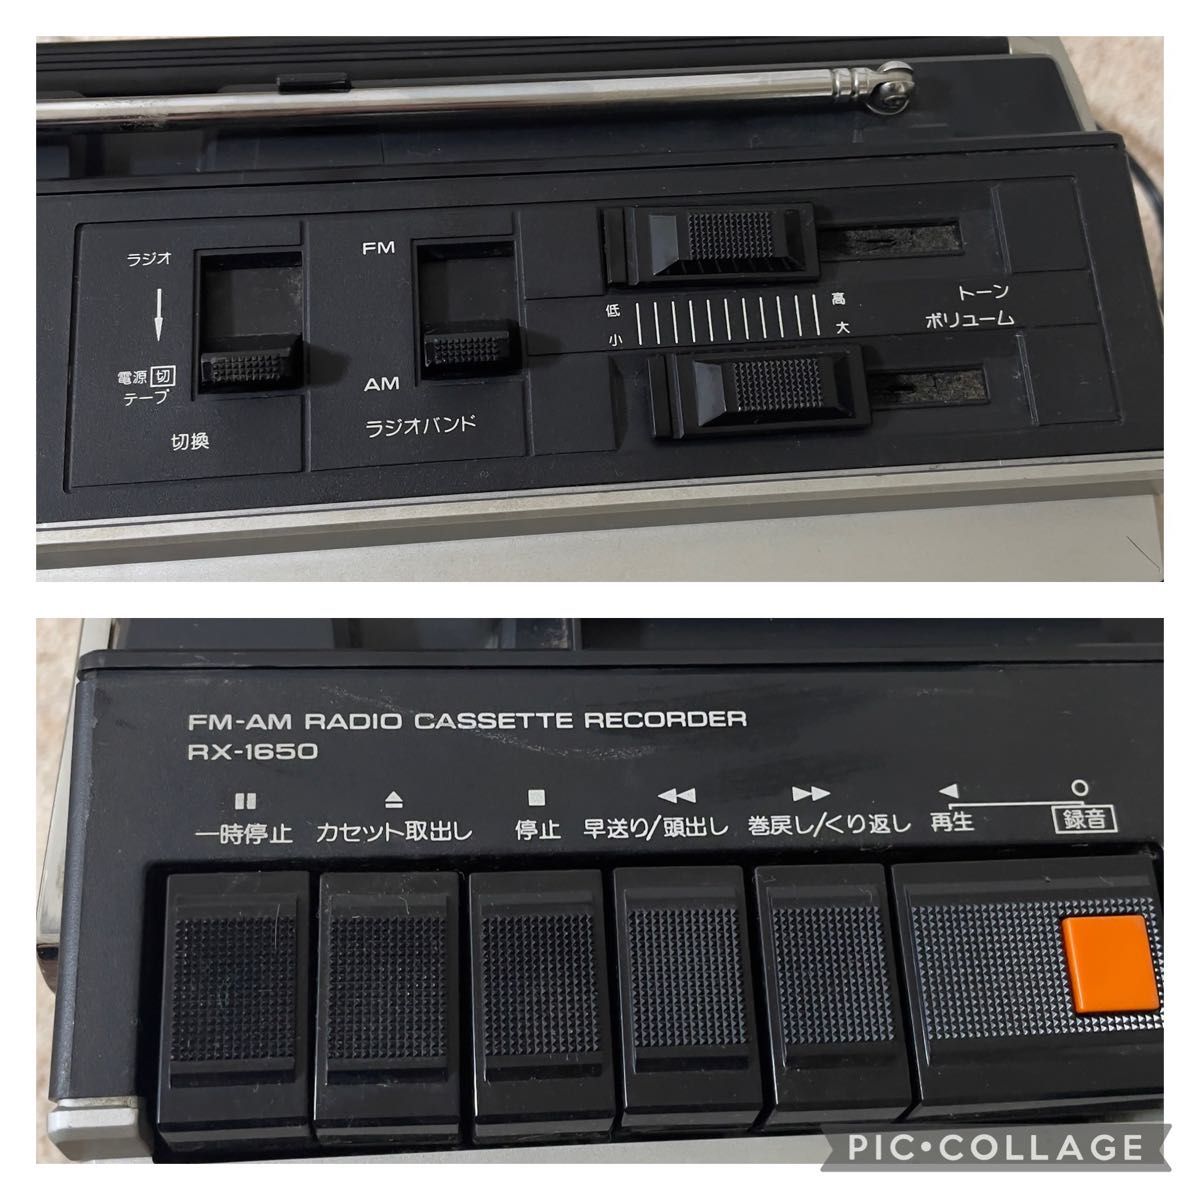 ラジオ
電源 切
テープ
切換
FM
AM
ラジオバンド
低 高
小 大
トーン
ボリューム
FM-AM RADIO CASSETTE RECORDER
RX-1650
一時停止 カセット取出し 停止 早送り/頭出し 巻戻し/くり返し 再生 録音
PIC•COLLAGE